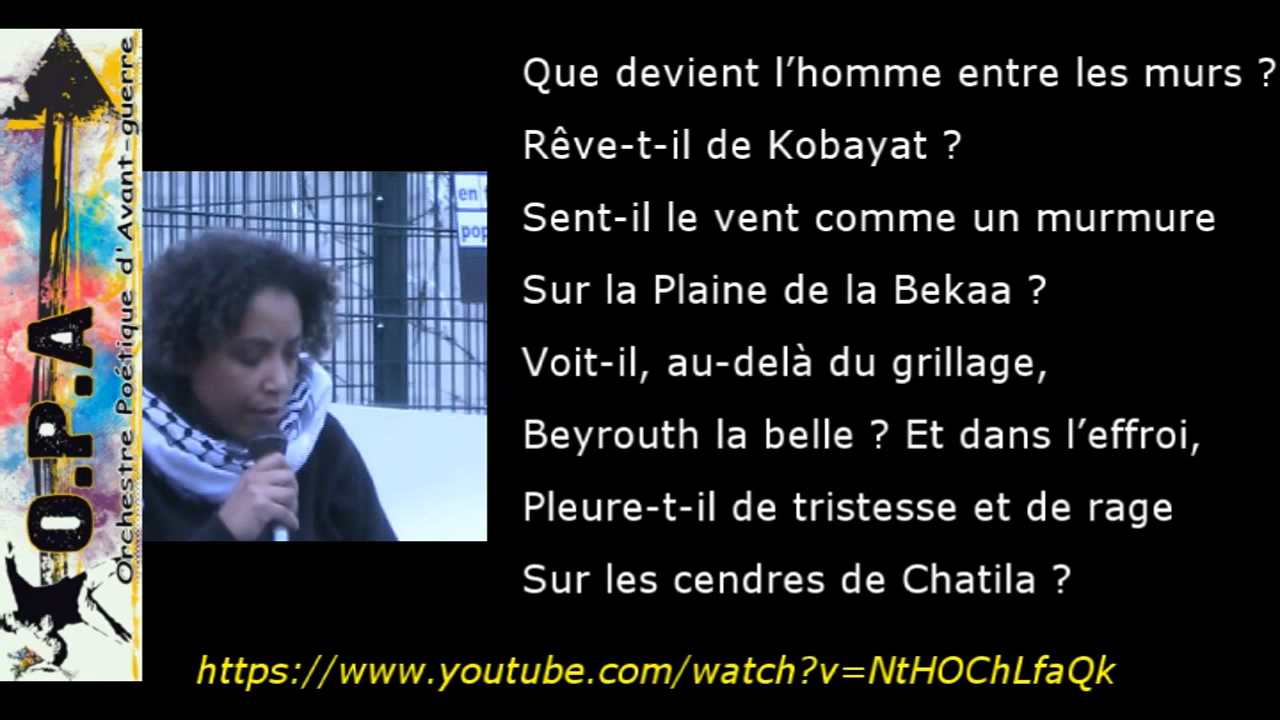 O.P.A
Orchestre Poétique d'Avant-guerre
en
pop
Que devient l’homme entre les murs ?
Rêve-t-il de Kobayat ?
Sent-il le vent comme un murmure
Sur la Plaine de la Bekaa ?
Voit-il, au-delà du grillage,
Beyrouth la belle ? Et dans l’effroi,
Pleure-t-il de tristesse et de rage
Sur les cendres de Chatila ?
https://www.youtube.com/watch?v=NtHOChLfaQk